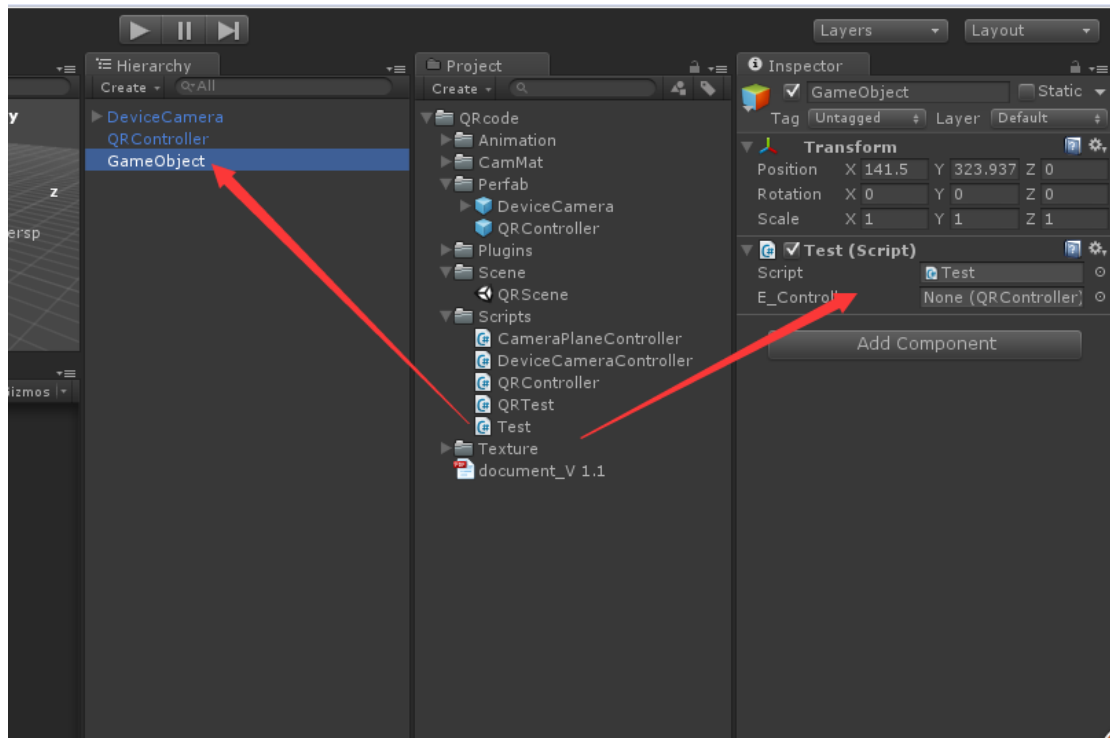 Layers
Layout
Hierarchy
Create
All
DeviceCamera
QRController
GameObject
y
z
ersp
Gizmos
Project
Create
QRcode
Animation
CamMat
Perfab
DeviceCamera
QRController
Plugins
Scene
QRScene
Scripts
CameraPlaneController
DeviceCameraController
QRController
QRTest
Test
Texture
document_V 1.1
Inspector
GameObject
Static
Tag Untagged Layer Default
Transform
Position X 141.5 Y 323.937 Z 0
Rotation X 0 Y 0 Z 0
Scale X 1 Y 1 Z 1
Test (Script)
Script Test
E_Control None (QRController)
Add Component